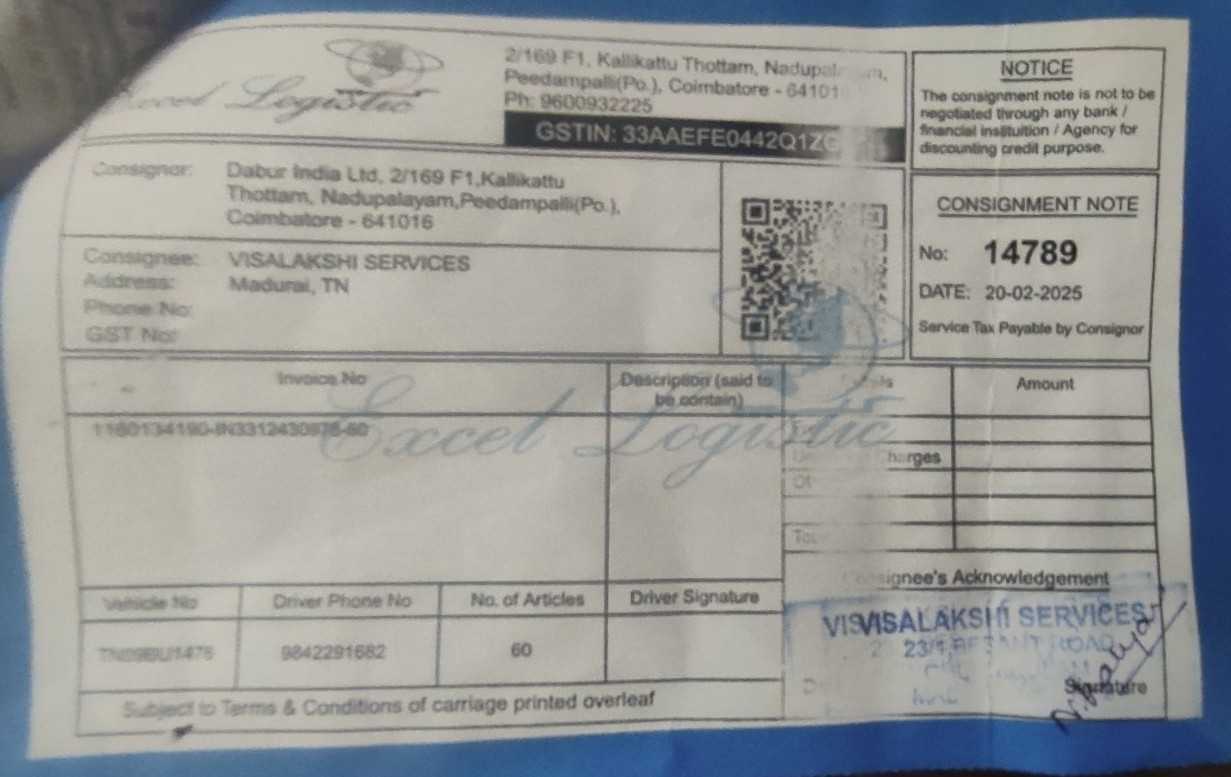 Excel Logistic
2/169 F1, Kallikattu Thottam, Nadupalayam,
Peedampalli(Po.), Coimbatore - 64101
Ph: 9600932225
GSTIN: 33AAEFE0442Q1Z
NOTICE
The consignment note is not to be
negotiated through any bank /
financial instituition / Agency for
discounting credit purpose.
Consignor: Dabur India Ltd, 2/169 F1,Kallikattu
Thottam, Nadupalayam,Peedampalli(Po.),
Coimbatore - 641016
Consignee: VISALAKSHI SERVICES
Address: Madurai, TN
Phone No:
GST No:
CONSIGNMENT NOTE
No: 14789
DATE: 20-02-2025
Service Tax Payable by Consignor
Invoice No
Description (said to
be contain)
Amount
Excel Logistic
Charges
Vehicle No
Driver Phone No
No. of Articles
Driver Signature
9842291682
60
Subject to Terms & Conditions of carriage printed overleaf
Consignee's Acknowledgement
VISALAKSHI SERVICES
Signature